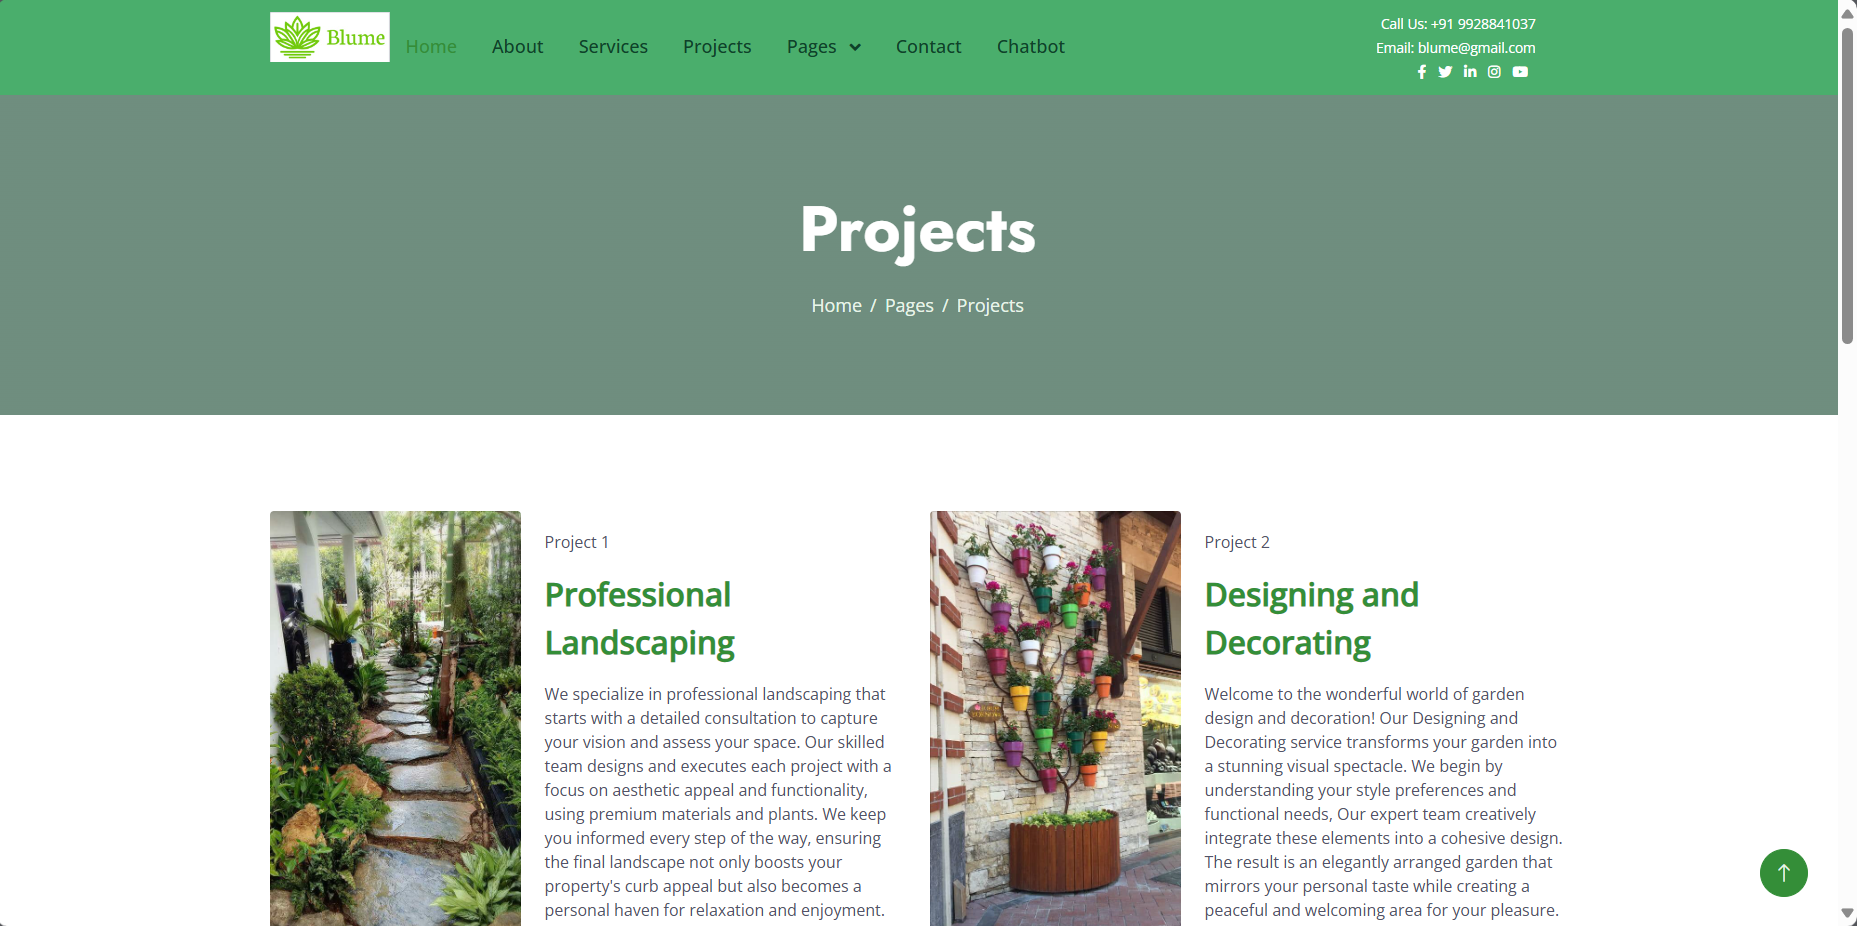 Blume
Home About Services Projects Pages Contact Chatbot
Call Us: +91 9928841037
Email: blume@gmail.com
Projects
Home / Pages / Projects
Project 1
Professional
Landscaping
We specialize in professional landscaping that
starts with a detailed consultation to capture
your vision and assess your space. Our skilled
team designs and executes each project with a
focus on aesthetic appeal and functionality,
using premium materials and plants. We keep
you informed every step of the way, ensuring
the final landscape not only boosts your
property's curb appeal but also becomes a
personal haven for relaxation and enjoyment.
Project 2
Designing and
Decorating
Welcome to the wonderful world of garden
design and decoration! Our Designing and
Decorating service transforms your garden into
a stunning visual spectacle. We begin by
understanding your style preferences and
functional needs, Our expert team creatively
integrate these elements into a cohesive design.
The result is an elegantly arranged garden that
mirrors your personal taste while creating a
peaceful and welcoming area for your pleasure.